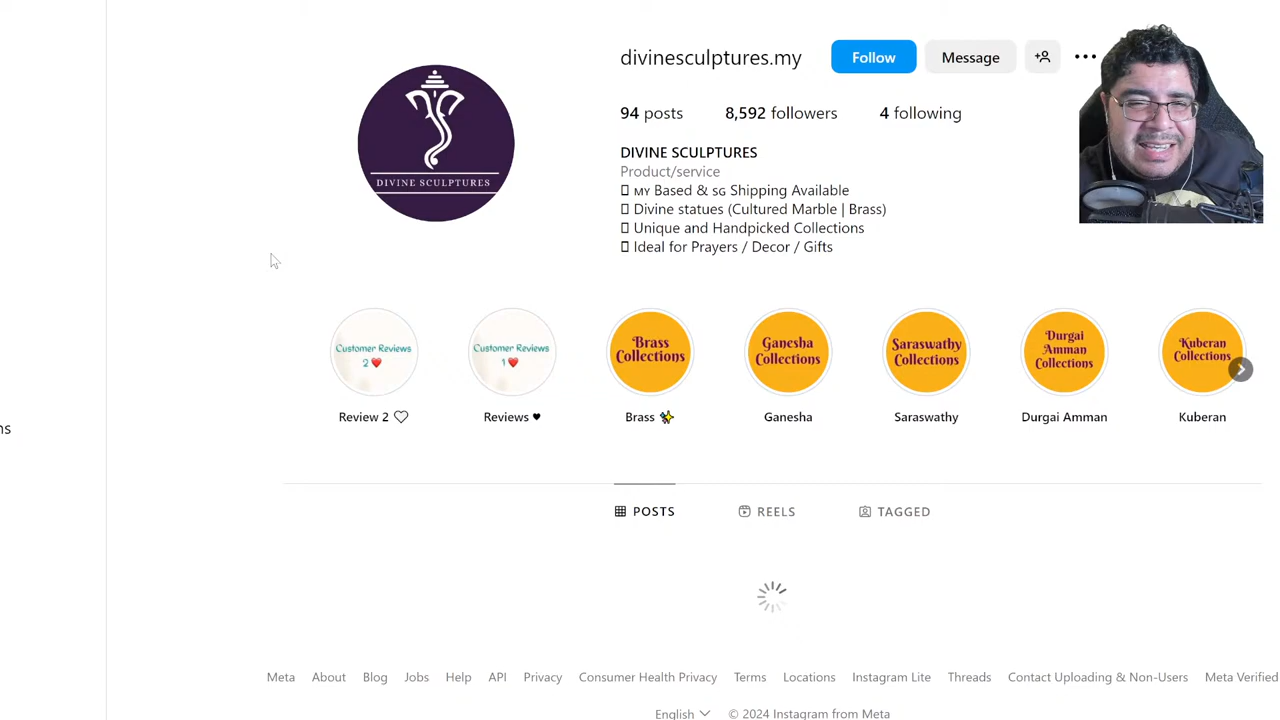 divinesculptures.my Follow Message
94 posts 8,592 followers 4 following
DIVINE SCULPTURES
DIVINE SCULPTURES
Product/service
MY Based & SG Shipping Available
Divine statues (Cultured Marble | Brass)
Unique and Handpicked Collections
Ideal for Prayers / Decor / Gifts
Customer Reviews 2 ❤️
Customer Reviews 1 ❤️
Brass Collections
Ganesha Collections
Saraswathy Collections
Durgai Amman Collections
Kuberan Collections
Review 2 ♡
Reviews ♥
Brass ✨
Ganesha
Saraswathy
Durgai Amman
Kuberan
ns
POSTS REELS TAGGED
Meta About Blog Jobs Help API Privacy Consumer Health Privacy Terms Locations Instagram Lite Threads Contact Uploading & Non-Users Meta Verified
English © 2024 Instagram from Meta